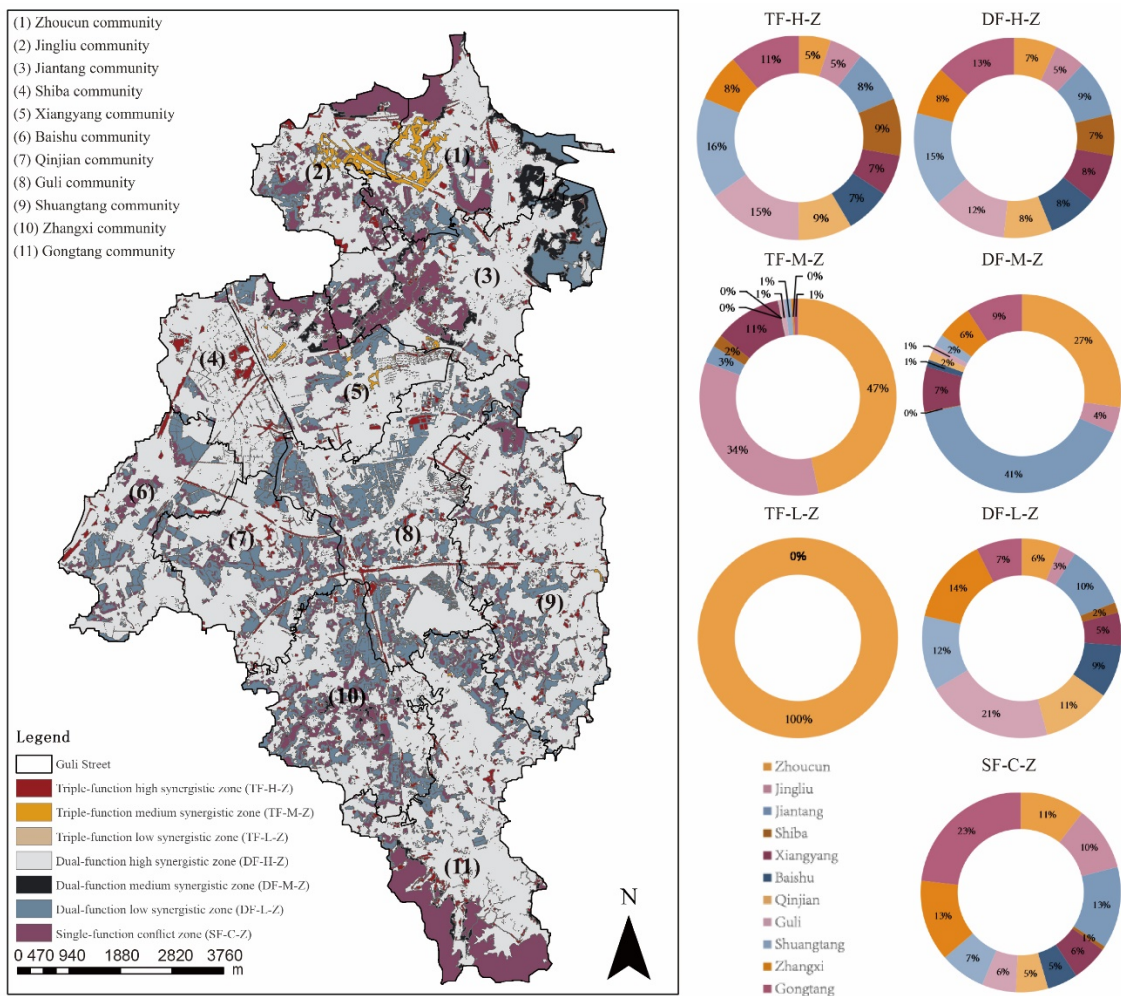 (1) Zhoucun community
(2) Jingliu community
(3) Jiantang community
(4) Shiba community
(5) Xiangyang community
(6) Baishu community
(7) Qinjian community
(8) Guli community
(9) Shuangtang community
(10) Zhangxi community
(11) Gongtang community
(1)
(2)
(3)
(4)
(5)
(6)
(7)
(8)
(9)
(10)
(11)
Legend
Guli Street
Triple-function high synergistic zone (TF-H-Z)
Triple-function medium synergistic zone (TF-M-Z)
Triple-function low synergistic zone (TF-L-Z)
Dual-function high synergistic zone (DF-H-Z)
Dual-function medium synergistic zone (DF-M-Z)
Dual-function low synergistic zone (DF-L-Z)
Single-function conflict zone (SF-C-Z)
0 470 940 1880 2820 3760
m
N
TF-H-Z
5%
5%
8%
9%
7%
7%
9%
15%
16%
8%
11%
DF-H-Z
7%
5%
9%
7%
8%
8%
8%
12%
15%
8%
13%
TF-M-Z
47%
34%
3%
2%
11%
0%
0%
1%
1%
0%
1%
DF-M-Z
27%
4%
41%
0%
7%
1%
2%
1%
2%
6%
9%
TF-L-Z
0%
100%
DF-L-Z
6%
3%
10%
2%
5%
9%
11%
21%
12%
14%
7%
Zhoucun
Jingliu
Jiantang
Shiba
Xiangyang
Baishu
Qinjian
Guli
Shuangtang
Zhangxi
Gongtang
SF-C-Z
11%
10%
13%
1%
6%
5%
5%
6%
7%
13%
23%